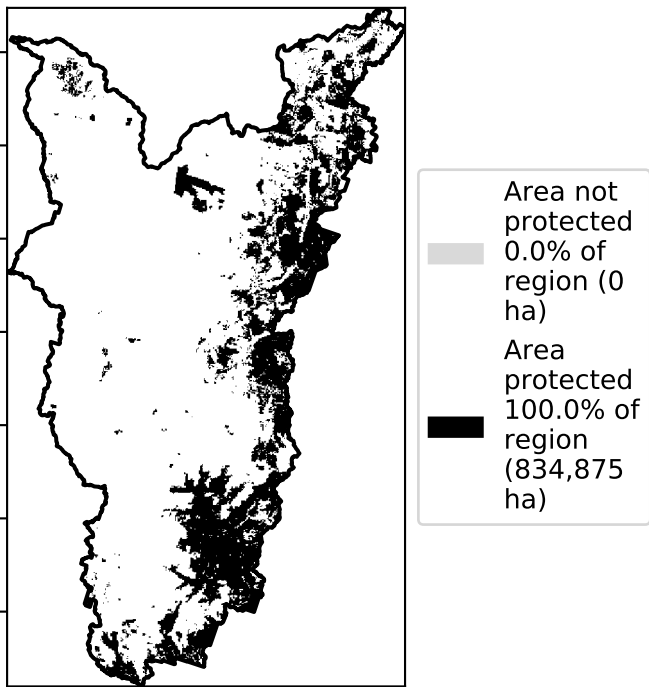 Area not
protected
0.0% of
region (0
ha)
Area
protected
100.0% of
region
(834,875
ha)